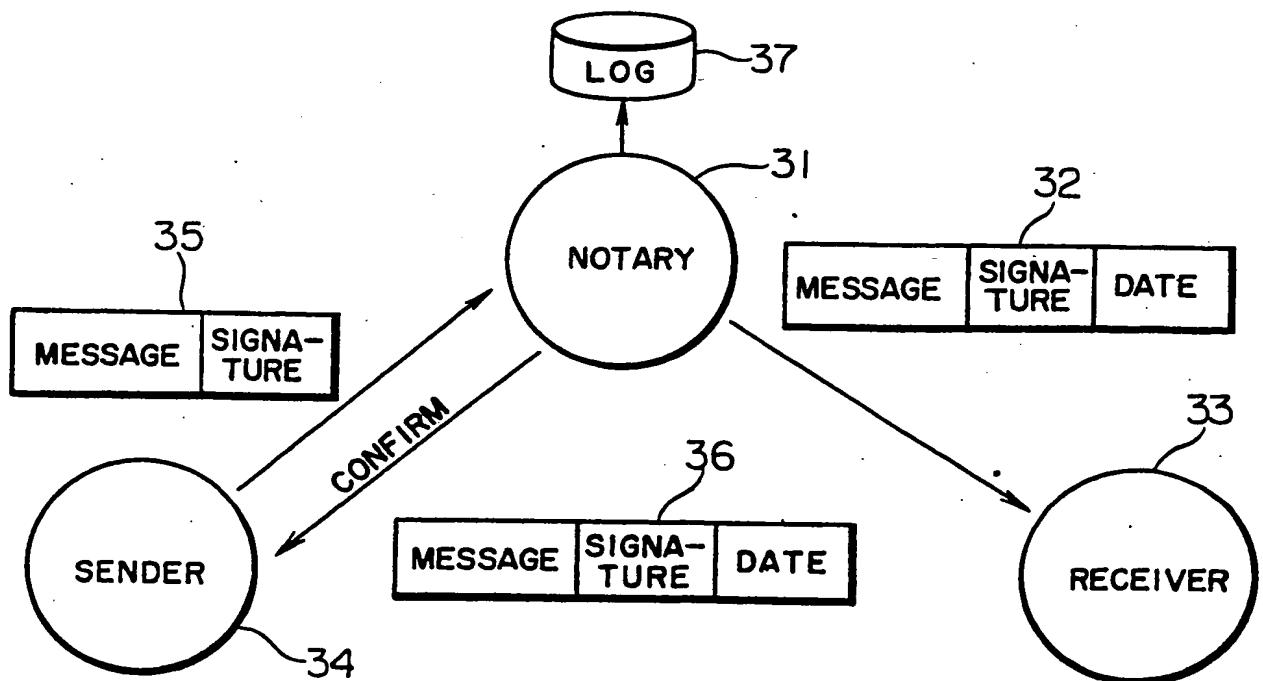 LOG
37
31
NOTARY
32
MESSAGE
SIGNA-
TURE
DATE
35
MESSAGE
SIGNA-
TURE
CONFIRM
33
36
MESSAGE
SIGNA-
TURE
DATE
SENDER
RECEIVER
34